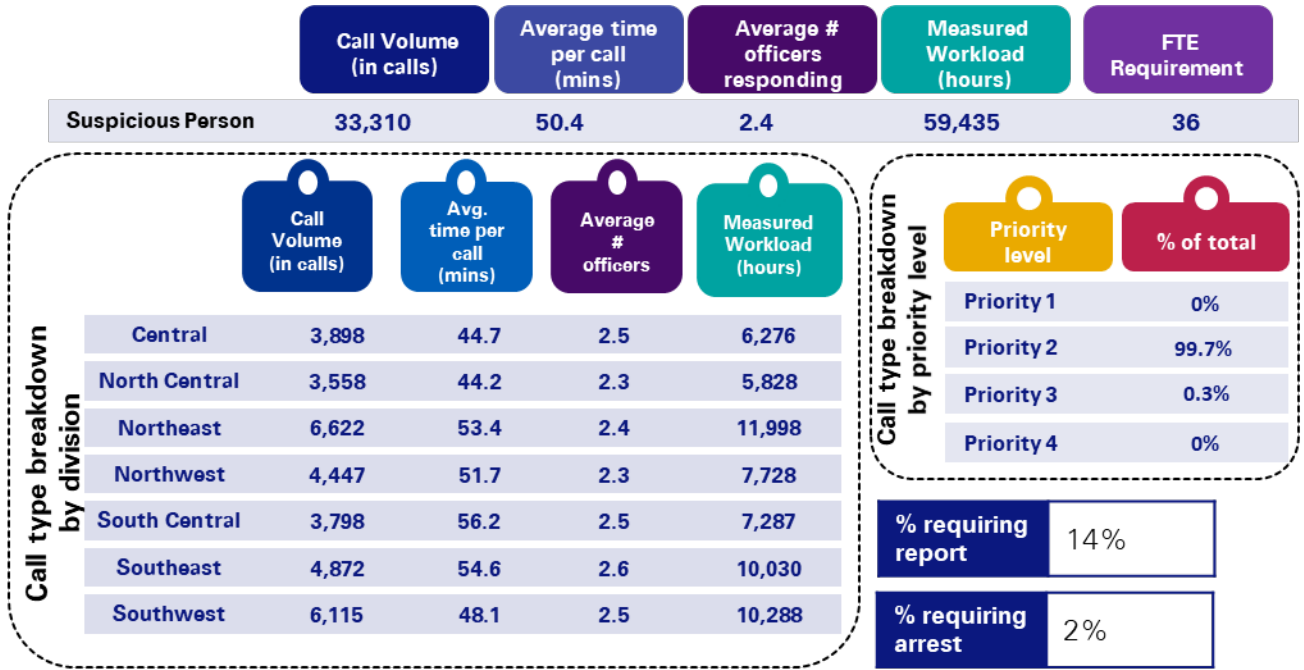 Call Volume
(in calls)
Average time
per call
(mins)
Average #
officers
responding
Measured
Workload
(hours)
FTE
Requirement
Suspicious Person 33,310 50.4 2.4 59,435 36
Call type breakdown
by division
Call
Volume
(in calls)
Avg.
time per
call
(mins)
Average
#
officers
Measured
Workload
(hours)
Central 3,898 44.7 2.5 6,276
North Central 3,558 44.2 2.3 5,828
Northeast 6,622 53.4 2.4 11,998
Northwest 4,447 51.7 2.3 7,728
South Central 3,798 56.2 2.5 7,287
Southeast 4,872 54.6 2.6 10,030
Southwest 6,115 48.1 2.5 10,288
Call type breakdown
by priority level
Priority
level
% of total
Priority 1 0%
Priority 2 99.7%
Priority 3 0.3%
Priority 4 0%
% requiring
report
14%
% requiring
arrest
2%